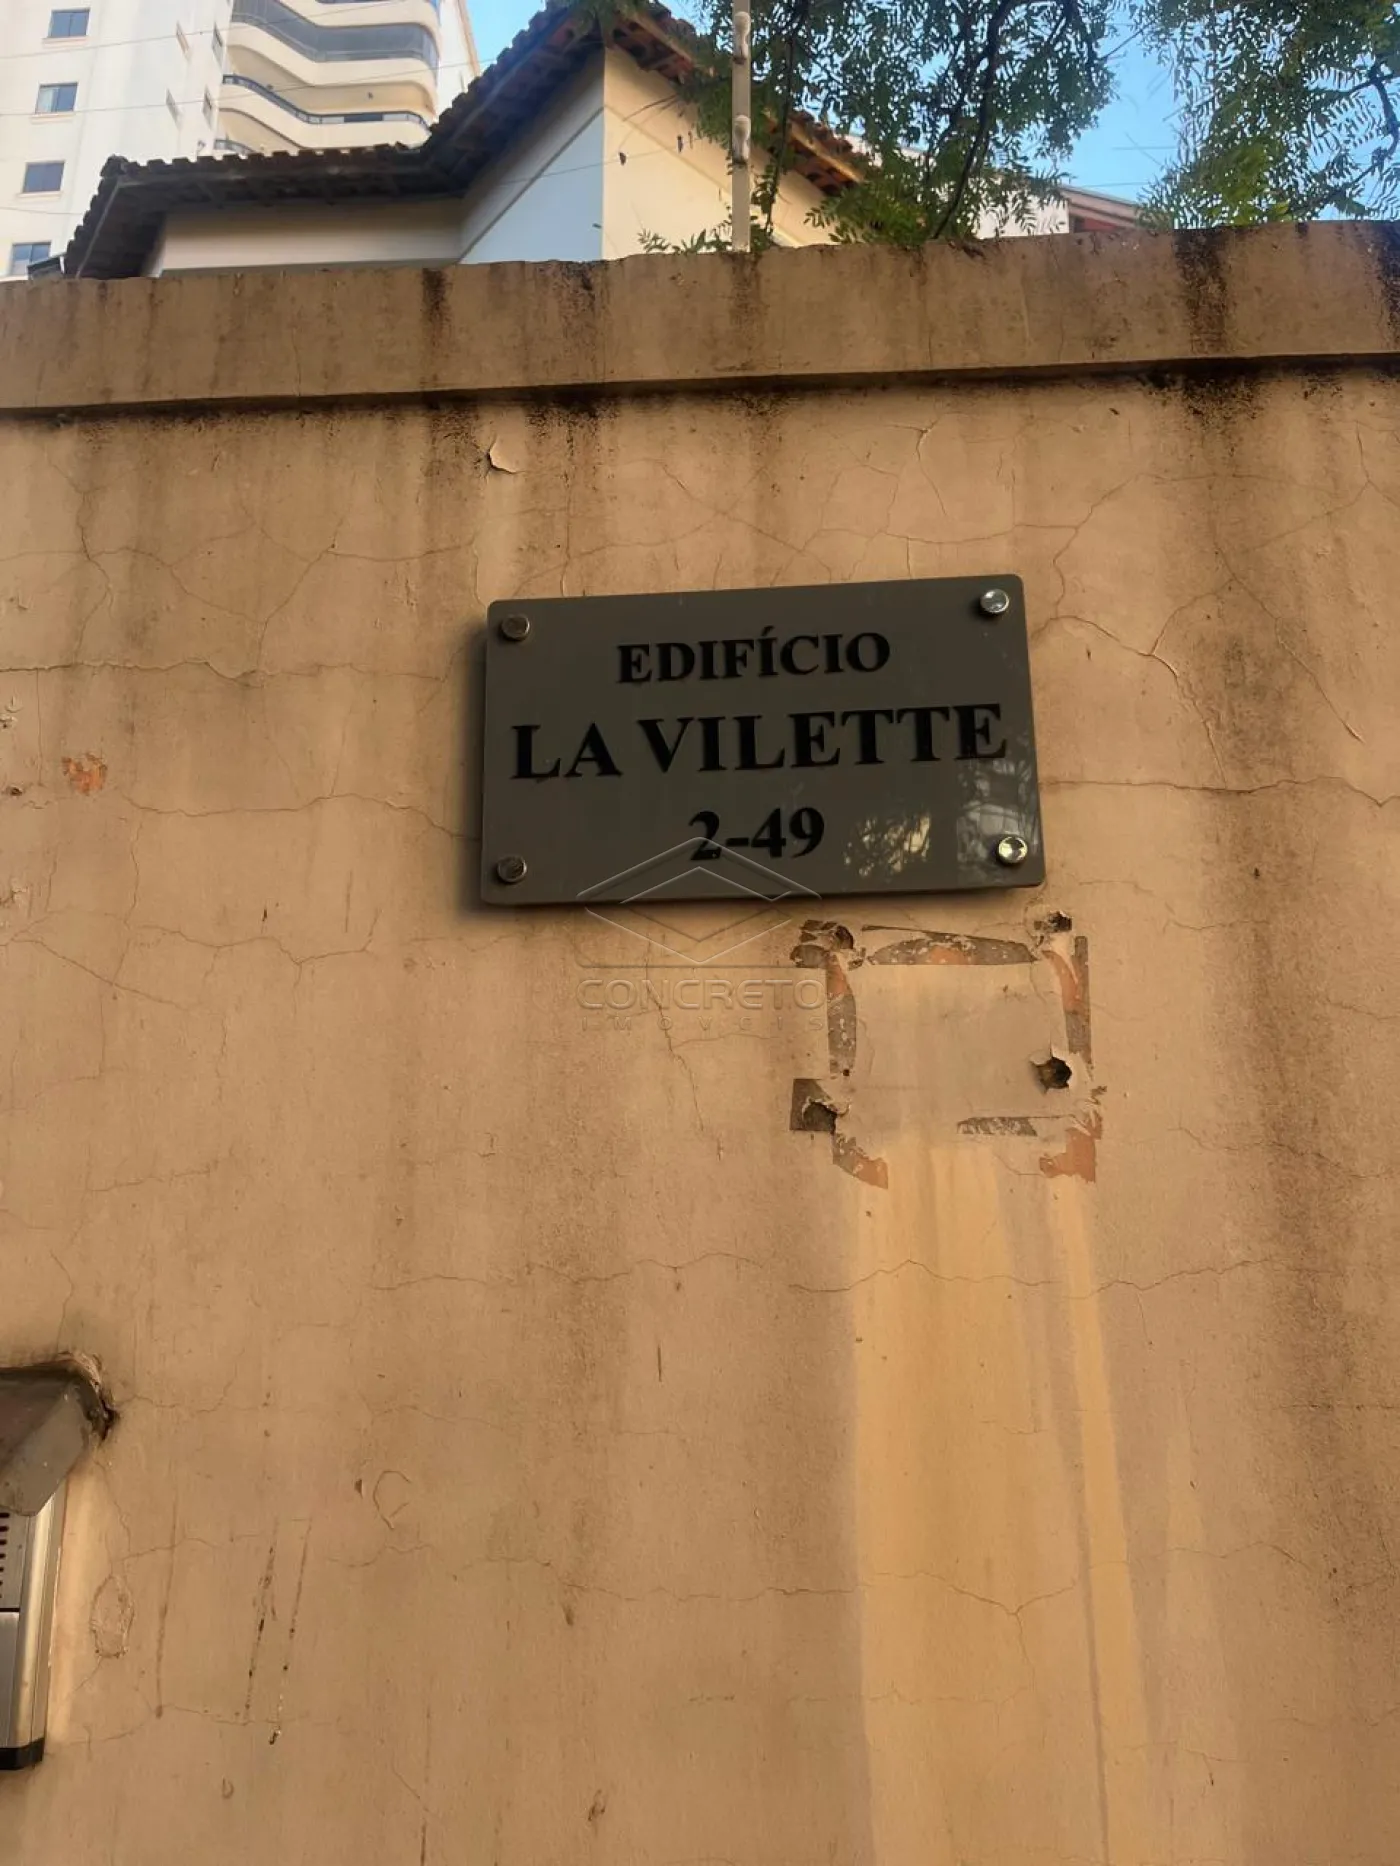 EDIFÍCIO
LA VILETTE
2-49
CONCRETO
IMÓVEIS